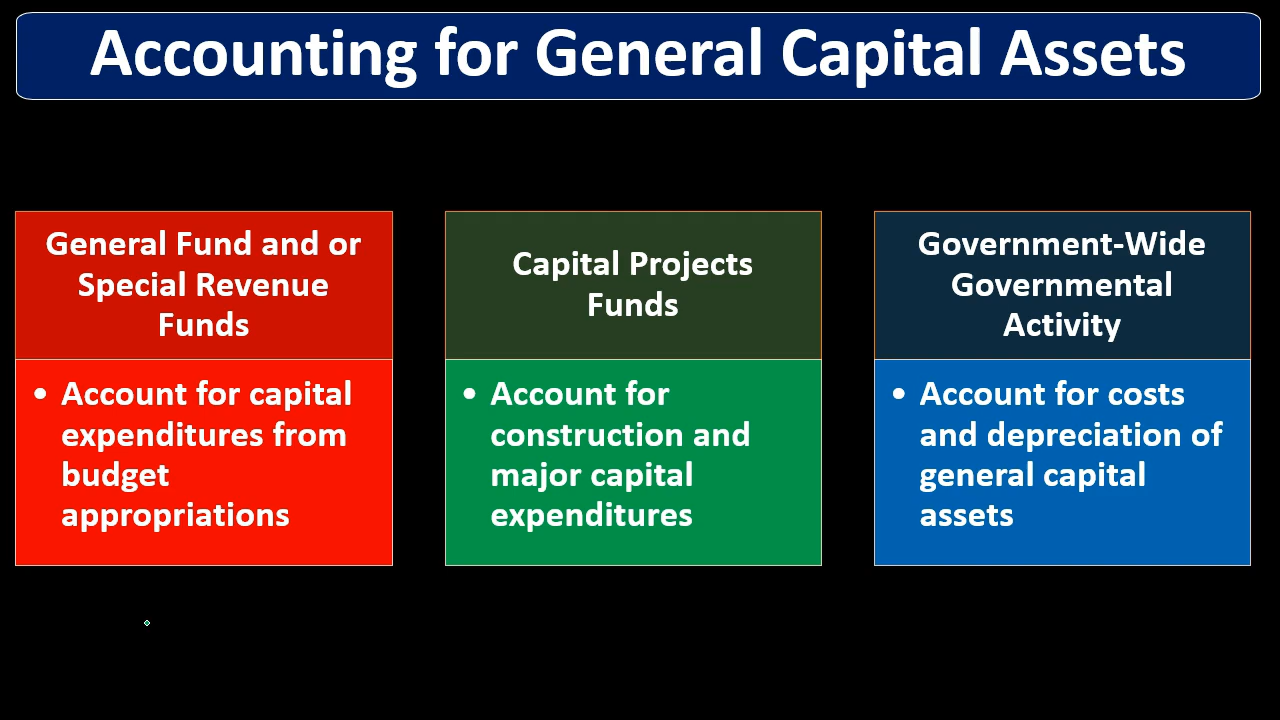 Accounting for General Capital Assets
General Fund and or
Special Revenue
Funds
• Account for capital
expenditures from
budget
appropriations
Capital Projects
Funds
• Account for
construction and
major capital
expenditures
Government-Wide
Governmental
Activity
• Account for costs
and depreciation of
general capital
assets